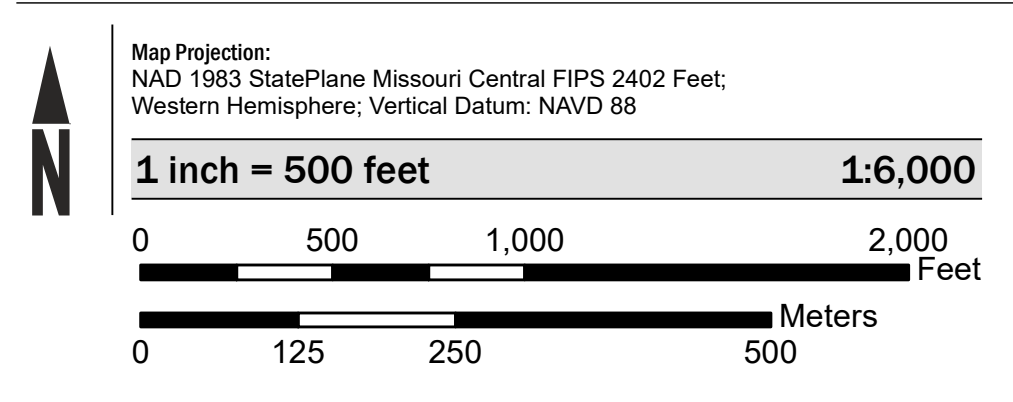 Map Projection:
NAD 1983 StatePlane Missouri Central FIPS 2402 Feet;
Western Hemisphere; Vertical Datum: NAVD 88
N
1 inch = 500 feet 1:6,000
0 500 1,000 2,000
Feet
Meters
0 125 250 500